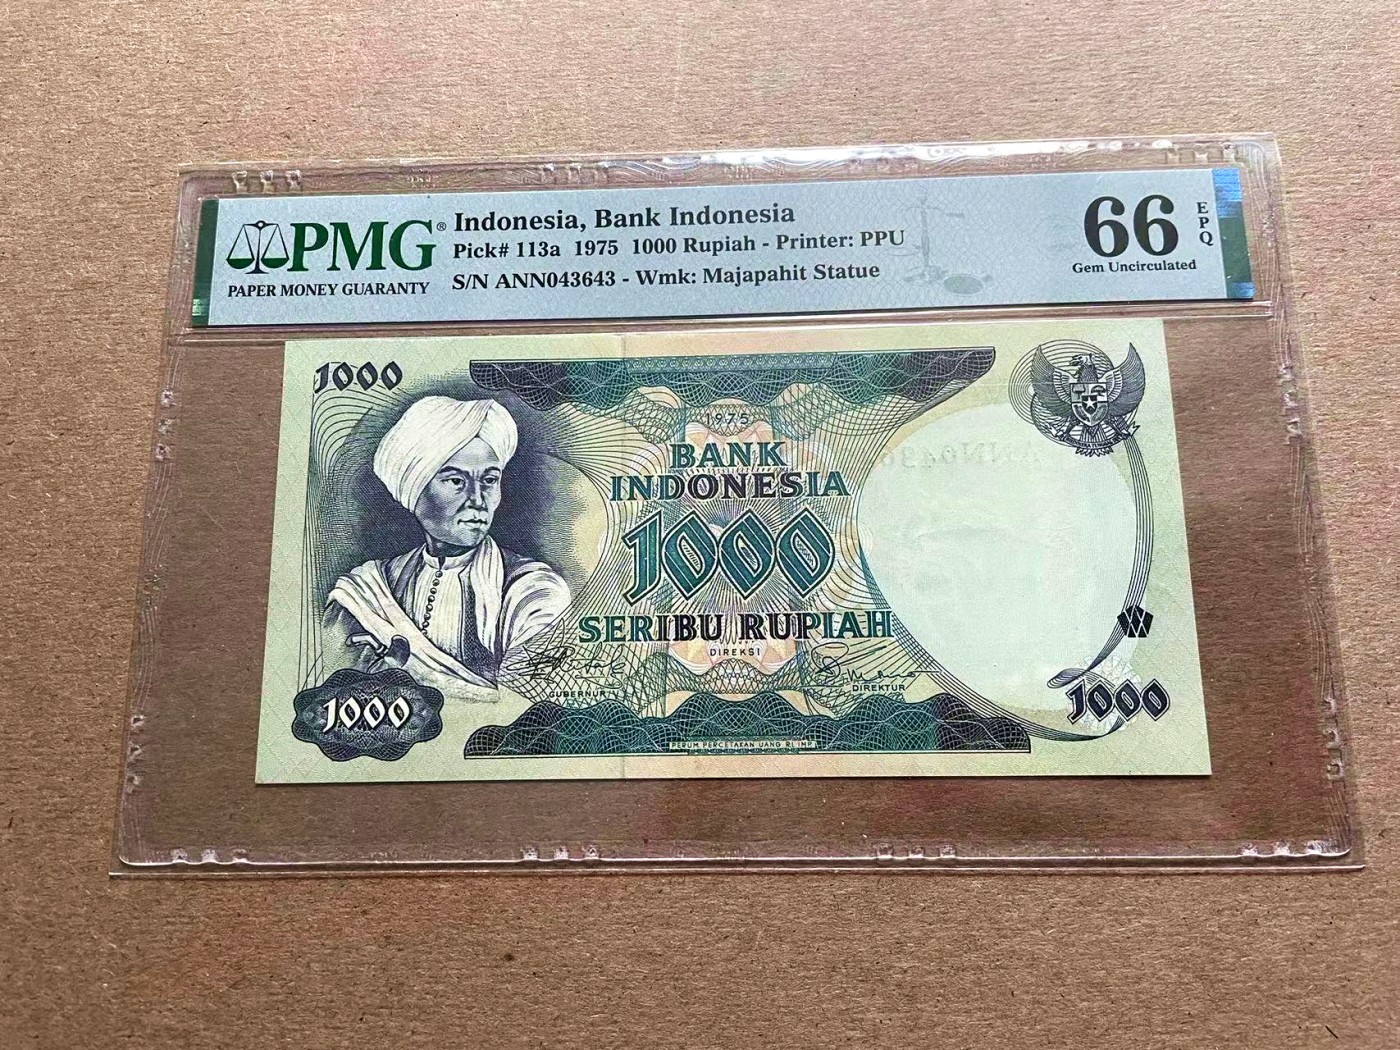 PMG®
PAPER MONEY GUARANTY
Indonesia, Bank Indonesia
Pick# 113a 1975 1000 Rupiah - Printer: PPU
S/N ANN043643 - Wmk: Majapahit Statue
66
EPQ
Gem Uncirculated
1000
1975
BANK
INDONESIA
1000
SERIBU RUPIAH
DIREKSI
GUBERNUR
DIREKTUR
1000
1000
PERUM PERCETAKAN UANG RI. IMP.